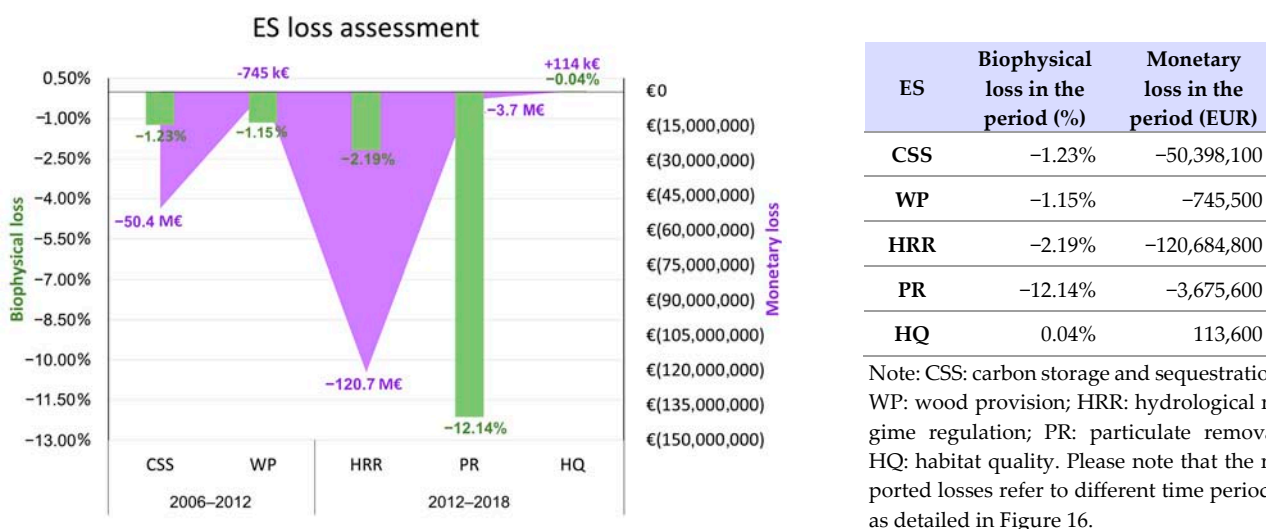 ES loss assessment
0.50%
−1.00%
−2.50%
−4.00%
−5.50%
−7.00%
−8.50%
−10.00%
−11.50%
−13.00%
Biophysical loss
-745 k€
+114 k€
−0.04%
−1.23%
−1.15%
−2.19%
−3.7 M€
−50.4 M€
−120.7 M€
−12.14%
€0
€(15,000,000)
€(30,000,000)
€(45,000,000)
€(60,000,000)
€(75,000,000)
€(90,000,000)
€(105,000,000)
€(120,000,000)
€(135,000,000)
€(150,000,000)
Monetary loss
CSS WP HRR PR HQ
2006–2012 2012–2018
ES Biophysical loss in the period (%) Monetary loss in the period (EUR)
CSS −1.23% −50,398,100
WP −1.15% −745,500
HRR −2.19% −120,684,800
PR −12.14% −3,675,600
HQ 0.04% 113,600
Note: CSS: carbon storage and sequestratio
WP: wood provision; HRR: hydrological r
gime regulation; PR: particulate remova
HQ: habitat quality. Please note that the r
ported losses refer to different time period
as detailed in Figure 16.